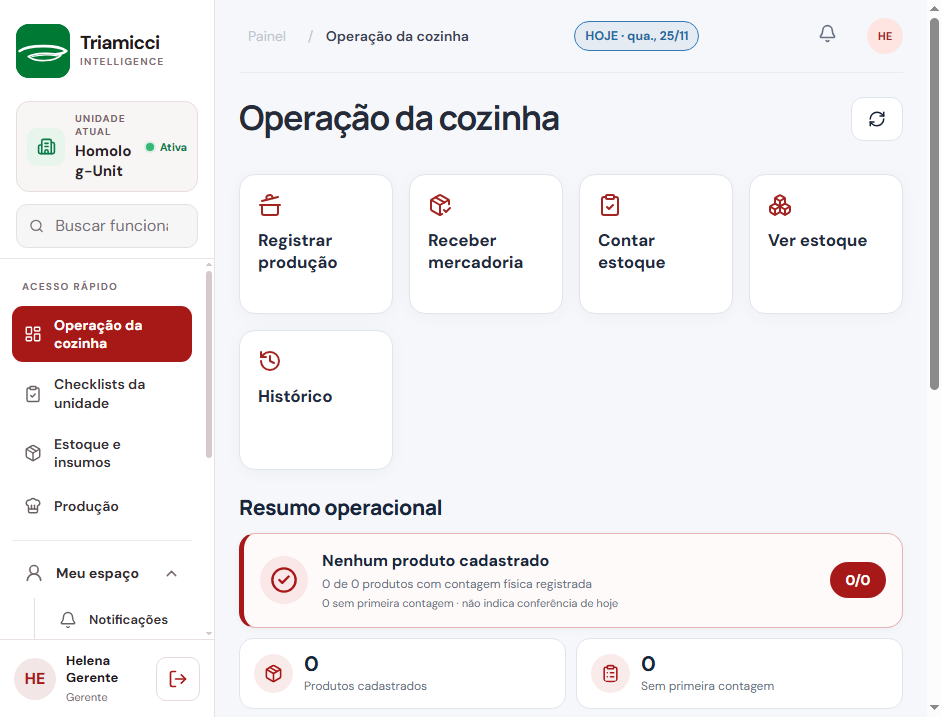 Triamicci
INTELLIGENCE
UNIDADE
ATUAL
Homolo
g-Unit
Ativa
Buscar funciona
ACESSO RÁPIDO
Operação da
cozinha
Checklists da
unidade
Estoque e
insumos
Produção
Meu espaço
Notificações
HE
Helena
Gerente
Gerente
Painel / Operação da cozinha
HOJE · qua., 25/11
HE
Operação da cozinha
Registrar
produção
Receber
mercadoria
Contar
estoque
Ver estoque
Histórico
Resumo operacional
Nenhum produto cadastrado
0 de 0 produtos com contagem física registrada
0 sem primeira contagem · não indica conferência de hoje
0/0
0
Produtos cadastrados
0
Sem primeira contagem